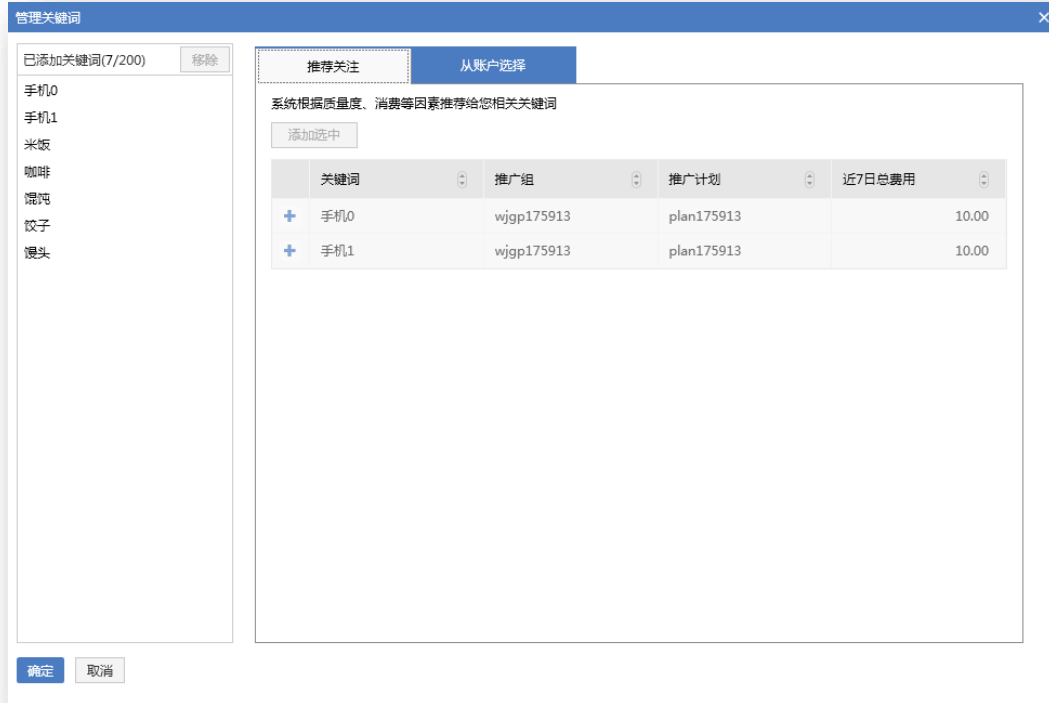 管理关键词
已添加关键词(7/200) 移除
手机0
手机1
米饭
咖啡
馄饨
饺子
馒头
推荐关注 从账户选择
系统根据质量度、消费等因素推荐给您相关关键词
添加选中
关键词 推广组 推广计划 近7日总费用
手机0 wjgp175913 plan175913 10.00
手机1 wjgp175913 plan175913 10.00
确定 取消